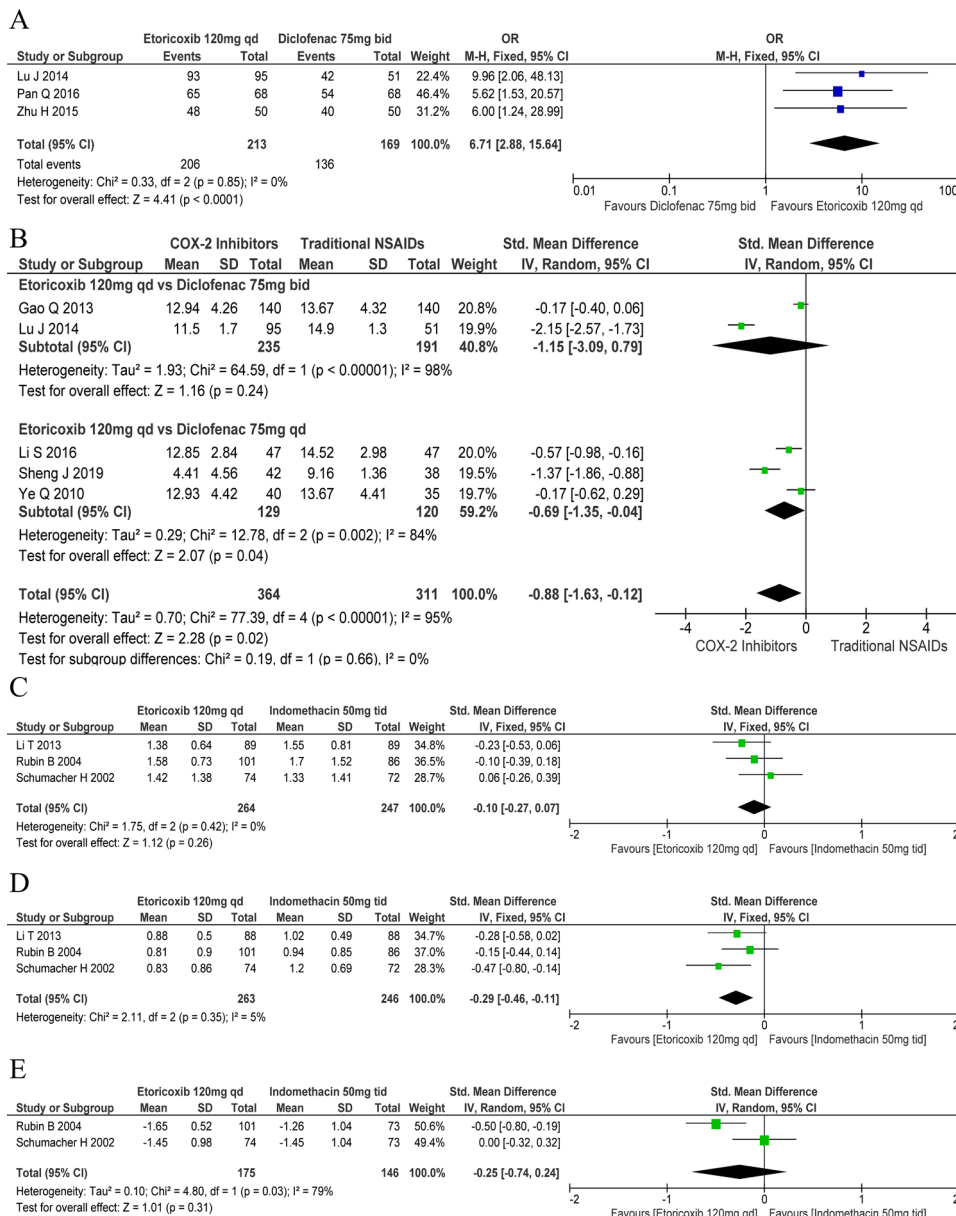 A
Etoricoxib 120mg qd Diclofenac 75mg bid OR OR
Study or Subgroup Events Total Events Total Weight M-H, Fixed, 95% CI M-H, Fixed, 95% CI
Lu J 2014 93 95 42 51 22.4% 9.96 [2.06, 48.13]
Pan Q 2016 65 68 54 68 46.4% 5.62 [1.53, 20.57]
Zhu H 2015 48 50 40 50 31.2% 6.00 [1.24, 28.99]
Total (95% CI) 213 169 100.0% 6.71 [2.88, 15.64]
Total events 206 136
Heterogeneity: Chi² = 0.33, df = 2 (p = 0.85); I² = 0%
Test for overall effect: Z = 4.41 (p < 0.0001)
0.01 0.1 1 10 100
Favours Diclofenac 75mg bid Favours Etoricoxib 120mg qd
B
COX-2 Inhibitors Traditional NSAIDs Std. Mean Difference Std. Mean Difference
Study or Subgroup Mean SD Total Mean SD Total Weight IV, Random, 95% CI IV, Random, 95% CI
Etoricoxib 120mg qd vs Diclofenac 75mg bid
Gao Q 2013 12.94 4.26 140 13.67 4.32 140 20.8% -0.17 [-0.40, 0.06]
Lu J 2014 11.5 1.7 95 14.9 1.3 51 19.9% -2.15 [-2.57, -1.73]
Subtotal (95% CI) 235 191 40.8% -1.15 [-3.09, 0.79]
Heterogeneity: Tau² = 1.93; Chi² = 64.59, df = 1 (p < 0.00001); I² = 98%
Test for overall effect: Z = 1.16 (p = 0.24)
Etoricoxib 120mg qd vs Diclofenac 75mg qd
Li S 2016 12.85 2.84 47 14.52 2.98 47 20.0% -0.57 [-0.98, -0.16]
Sheng J 2019 4.41 4.56 42 9.16 1.36 38 19.5% -1.37 [-1.86, -0.88]
Ye Q 2010 12.93 4.42 40 13.67 4.41 35 19.7% -0.17 [-0.62, 0.29]
Subtotal (95% CI) 129 120 59.2% -0.69 [-1.35, -0.04]
Heterogeneity: Tau² = 0.29; Chi² = 12.78, df = 2 (p = 0.002); I² = 84%
Test for overall effect: Z = 2.07 (p = 0.04)
Total (95% CI) 364 311 100.0% -0.88 [-1.63, -0.12]
Heterogeneity: Tau² = 0.70; Chi² = 77.39, df = 4 (p < 0.00001); I² = 95%
Test for overall effect: Z = 2.28 (p = 0.02)
Test for subgroup differences: Chi² = 0.19, df = 1 (p = 0.66), I² = 0%
-4 -2 0 2 4
COX-2 Inhibitors Traditional NSAIDs
C
Etoricoxib 120mg qd Indomethacin 50mg tid Std. Mean Difference Std. Mean Difference
Study or Subgroup Mean SD Total Mean SD Total Weight IV, Fixed, 95% CI IV, Fixed, 95% CI
Li T 2013 1.38 0.64 89 1.55 0.81 89 34.8% -0.23 [-0.53, 0.06]
Rubin B 2004 1.58 0.73 101 1.7 1.52 86 36.5% -0.10 [-0.39, 0.18]
Schumacher H 2002 1.42 1.38 74 1.33 1.41 72 28.7% 0.06 [-0.26, 0.39]
Total (95% CI) 264 247 100.0% -0.10 [-0.27, 0.07]
Heterogeneity: Chi² = 1.75, df = 2 (p = 0.42); I² = 0%
Test for overall effect: Z = 1.12 (p = 0.26)
-2 -1 0 1 2
Favours [Etoricoxib 120mg qd] Favours [Indomethacin 50mg tid]
D
Etoricoxib 120mg qd Indomethacin 50mg tid Std. Mean Difference Std. Mean Difference
Study or Subgroup Mean SD Total Mean SD Total Weight IV, Fixed, 95% CI IV, Fixed, 95% CI
Li T 2013 0.88 0.5 88 1.02 0.49 88 34.7% -0.28 [-0.58, 0.02]
Rubin B 2004 0.81 0.9 101 0.94 0.85 86 37.0% -0.15 [-0.44, 0.14]
Schumacher H 2002 0.83 0.86 74 1.2 0.69 72 28.3% -0.47 [-0.80, -0.14]
Total (95% CI) 263 246 100.0% -0.29 [-0.46, -0.11]
Heterogeneity: Chi² = 2.11, df = 2 (p = 0.35); I² = 5%
-2 -1 0 1 2
Favours [Etoricoxib 120mg qd] Favours [Indomethacin 50mg tid]
E
Etoricoxib 120mg qd Indomethacin 50mg tid Std. Mean Difference Std. Mean Difference
Study or Subgroup Mean SD Total Mean SD Total Weight IV, Random, 95% CI IV, Random, 95% CI
Rubin B 2004 -1.65 0.52 101 -1.26 1.04 73 50.6% -0.50 [-0.80, -0.19]
Schumacher H 2002 -1.45 0.98 74 -1.45 1.04 73 49.4% 0.00 [-0.32, 0.32]
Total (95% CI) 175 146 100.0% -0.25 [-0.74, 0.24]
Heterogeneity: Tau² = 0.10; Chi² = 4.80, df = 1 (p = 0.03); I² = 79%
Test for overall effect: Z = 1.01 (p = 0.31)
-2 -1 0 1 2
Favours [Etoricoxib 120mg qd] Favours [Indomethacin 50mg tid]